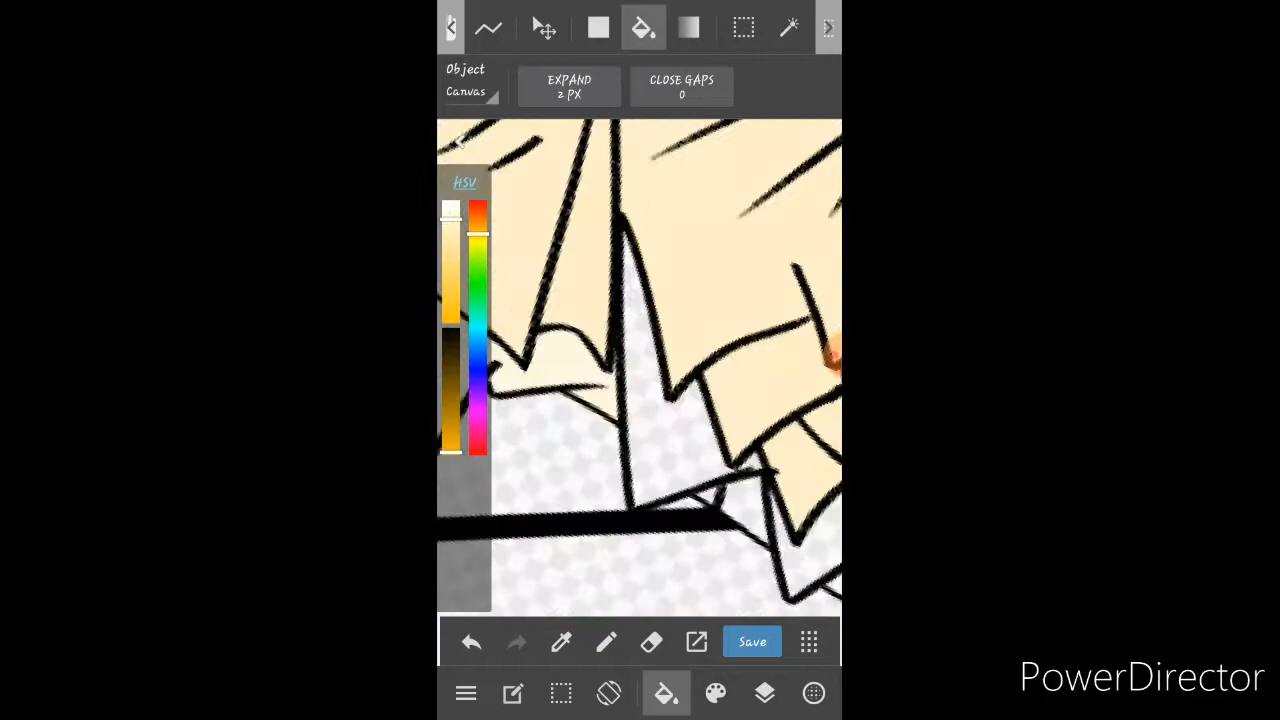 Object
Canvas
EXPAND
2 PX
CLOSE GAPS
0
HSV
Save
PowerDirector